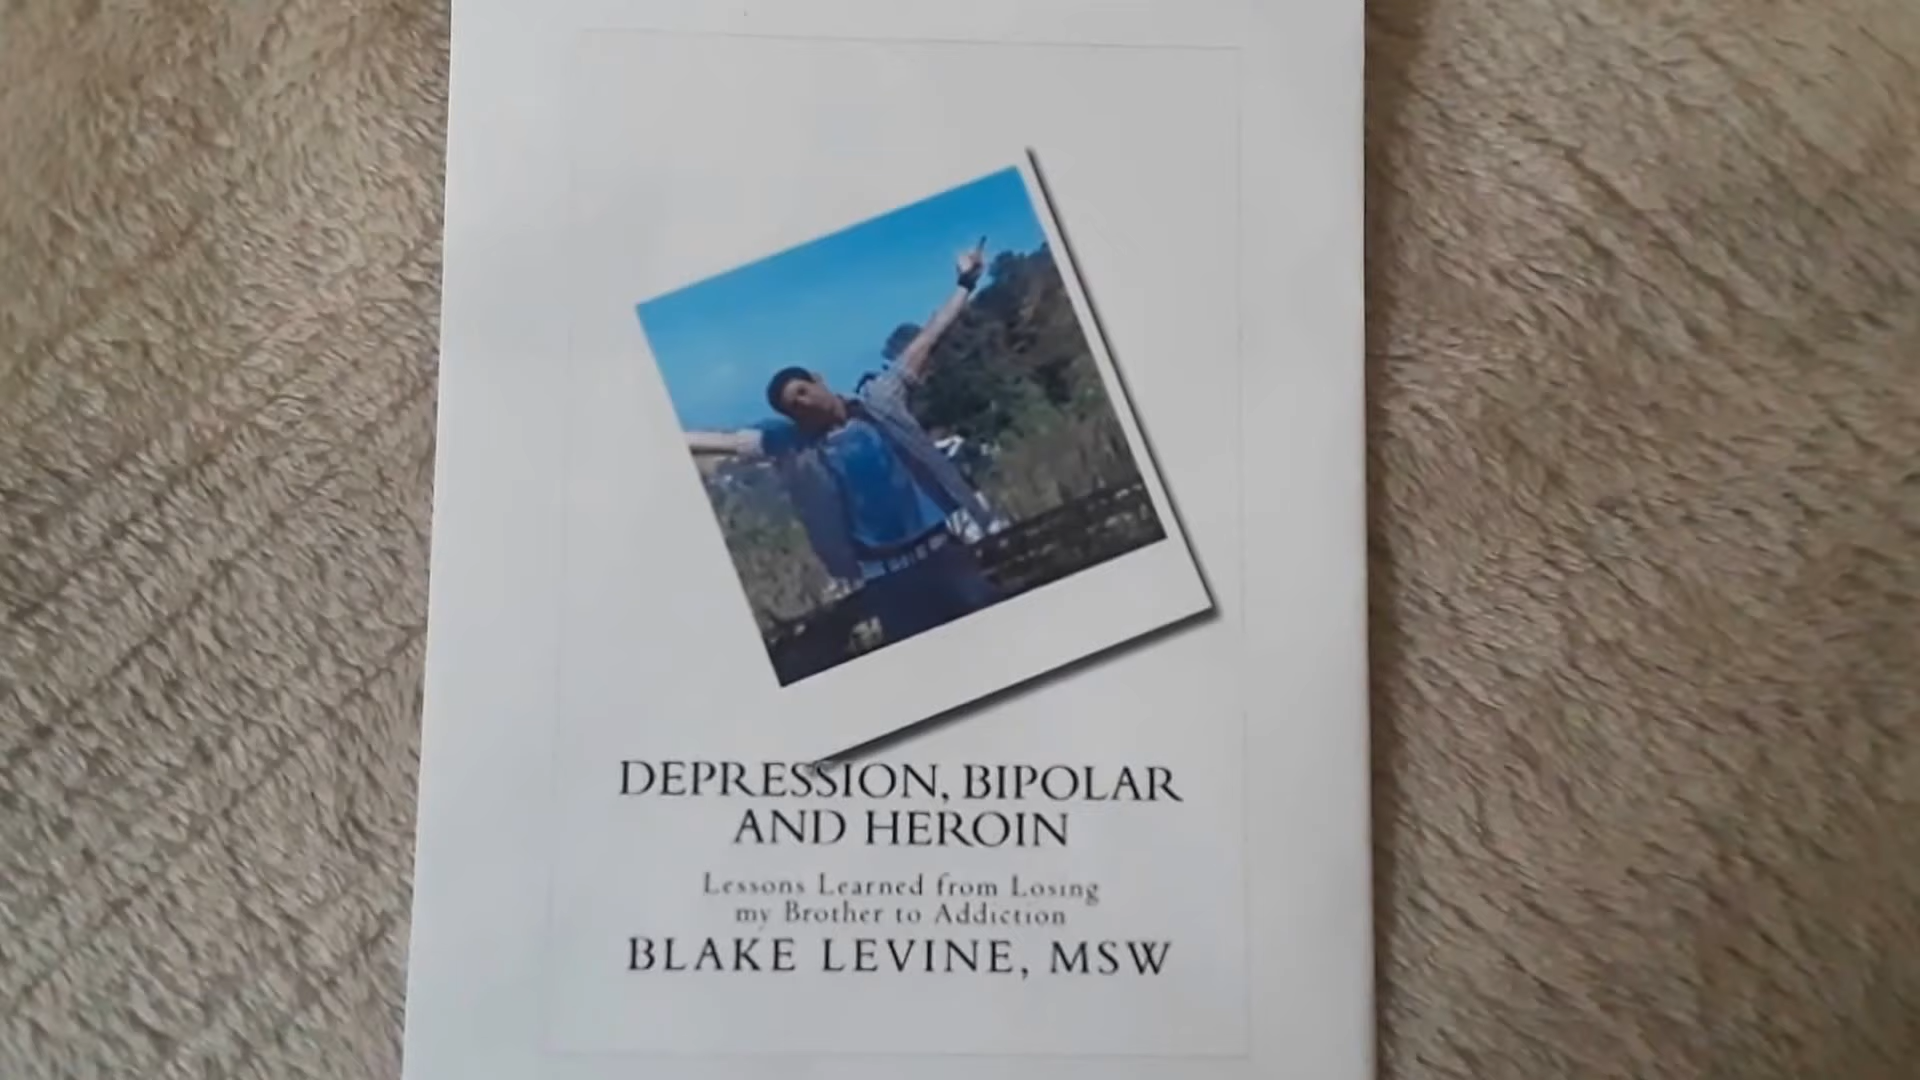 DEPRESSION, BIPOLAR
AND HEROIN
Lessons Learned from Losing
my Brother to Addiction
BLAKE LEVINE, MSW